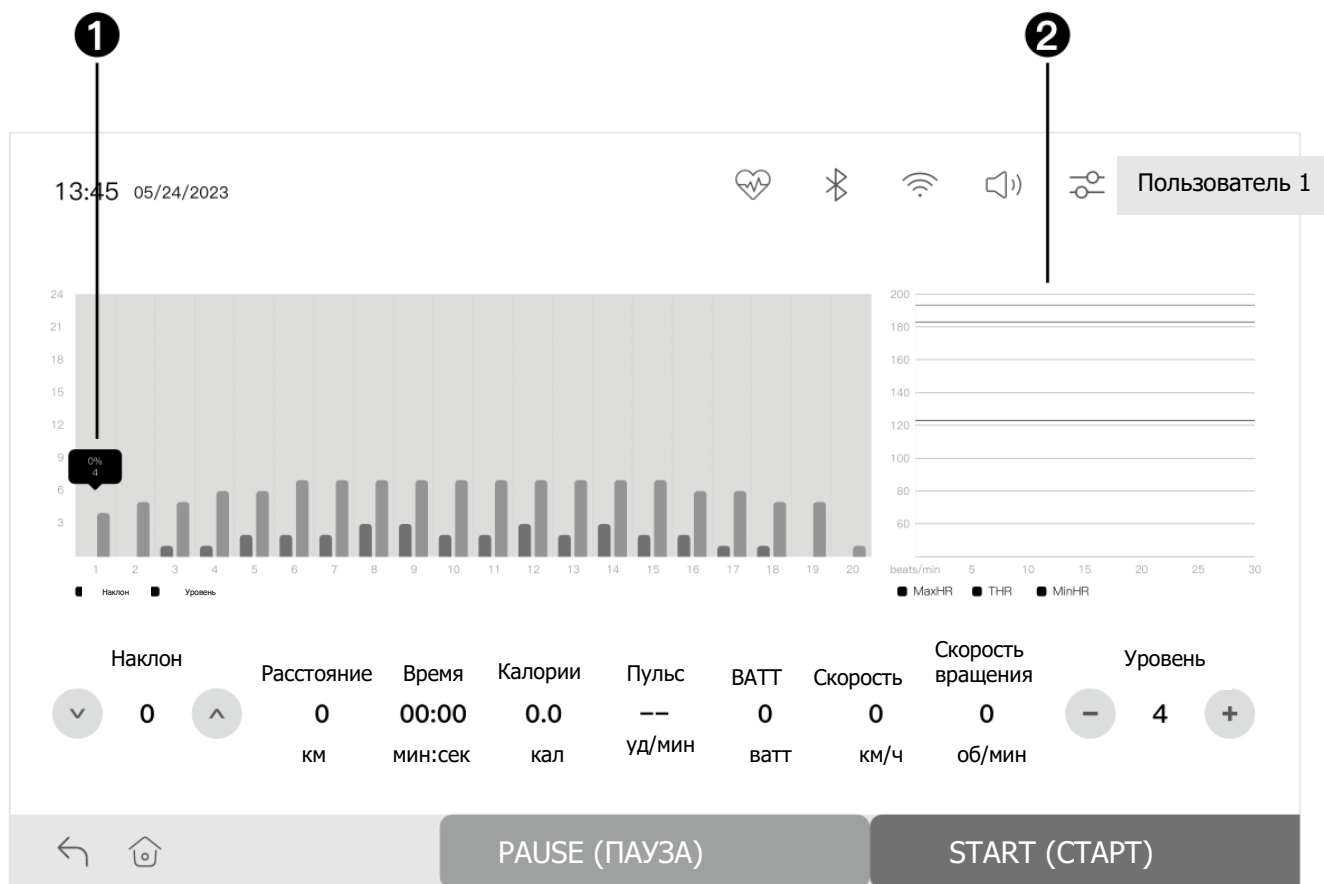 1
2
13:45 05/24/2023
Пользователь 1
24
21
18
15
12
9
6
3
0%
4
1 2 3 4 5 6 7 8 9 10 11 12 13 14 15 16 17 18 19 20
Наклон Уровень
200
180
160
140
120
100
80
60
beats/min 5 10 15 20 25 30
MaxHR THR MinHR
Наклон
0
Расстояние
0
км
Время
00:00
мин:сек
Калории
0.0
кал
Пульс
--
уд/мин
ВАТТ
0
ватт
Скорость
0
км/ч
Скорость
вращения
0
об/мин
Уровень
− 4 +
PAUSE (ПАУЗА)
START (СТАРТ)